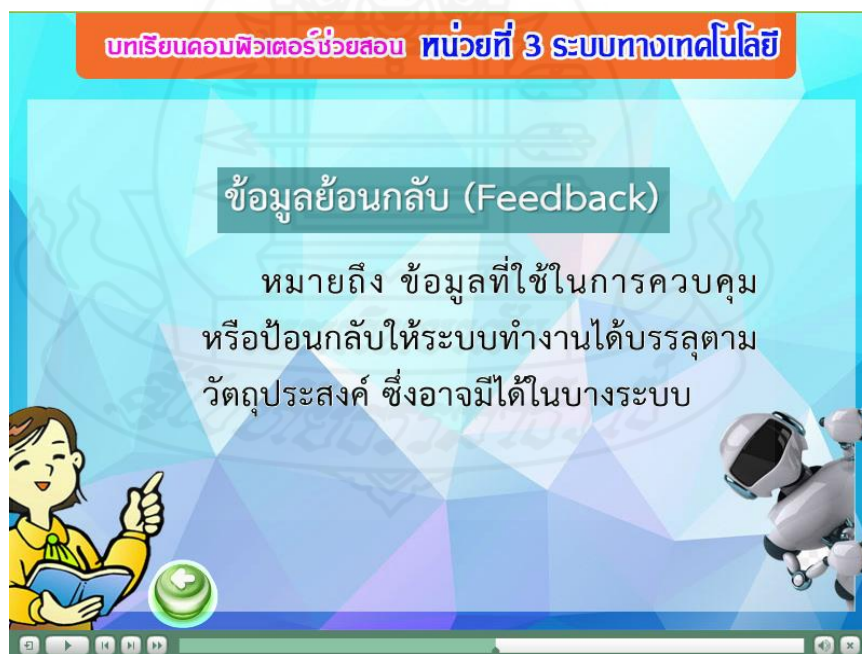 บทเรียนคอมพิวเตอร์ช่วยสอน หน่วยที่ 3 ระบบทางเทคโนโลยี
ข้อมูลย้อนกลับ (Feedback)
หมายถึง ข้อมูลที่ใช้ในการควบคุม
หรือป้อนกลับให้ระบบทำงานได้บรรลุตาม
วัตถุประสงค์ ซึ่งอาจมีได้ในบางระบบ